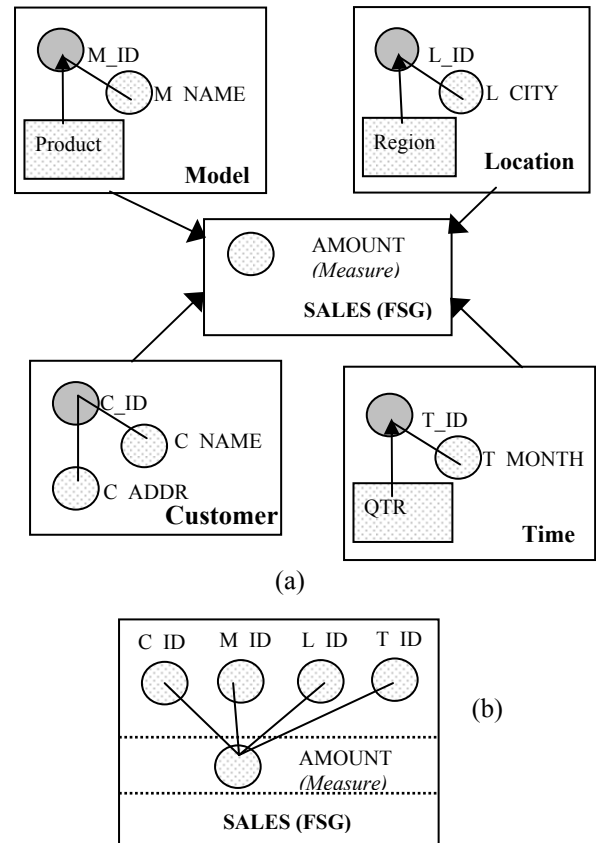 M_ID
M NAME
Product
Model
L_ID
L CITY
Region
Location
AMOUNT
(Measure)
SALES (FSG)
C_ID
C NAME
C ADDR
Customer
T_ID
T MONTH
QTR
Time
(a)
C ID M ID L ID T ID
(b)
AMOUNT
(Measure)
SALES (FSG)